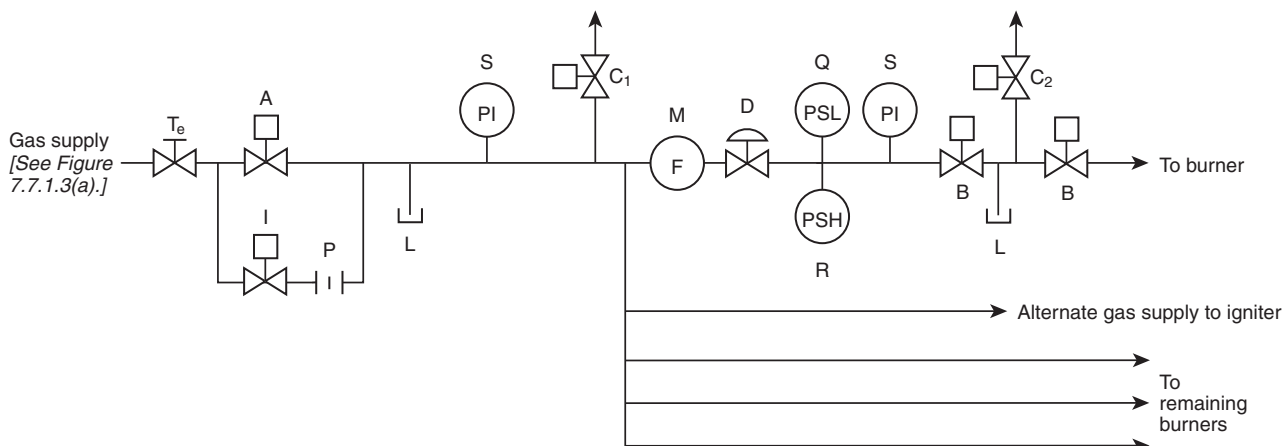 S
Q
S
C₁
C₂
A
M
D
Tₑ
PI
PSL
PI
Gas supply
[See Figure
7.7.1.3(a).]
F
To burner
I
B
B
P
L
PSH
L
R
Alternate gas supply to igniter
To
remaining
burners